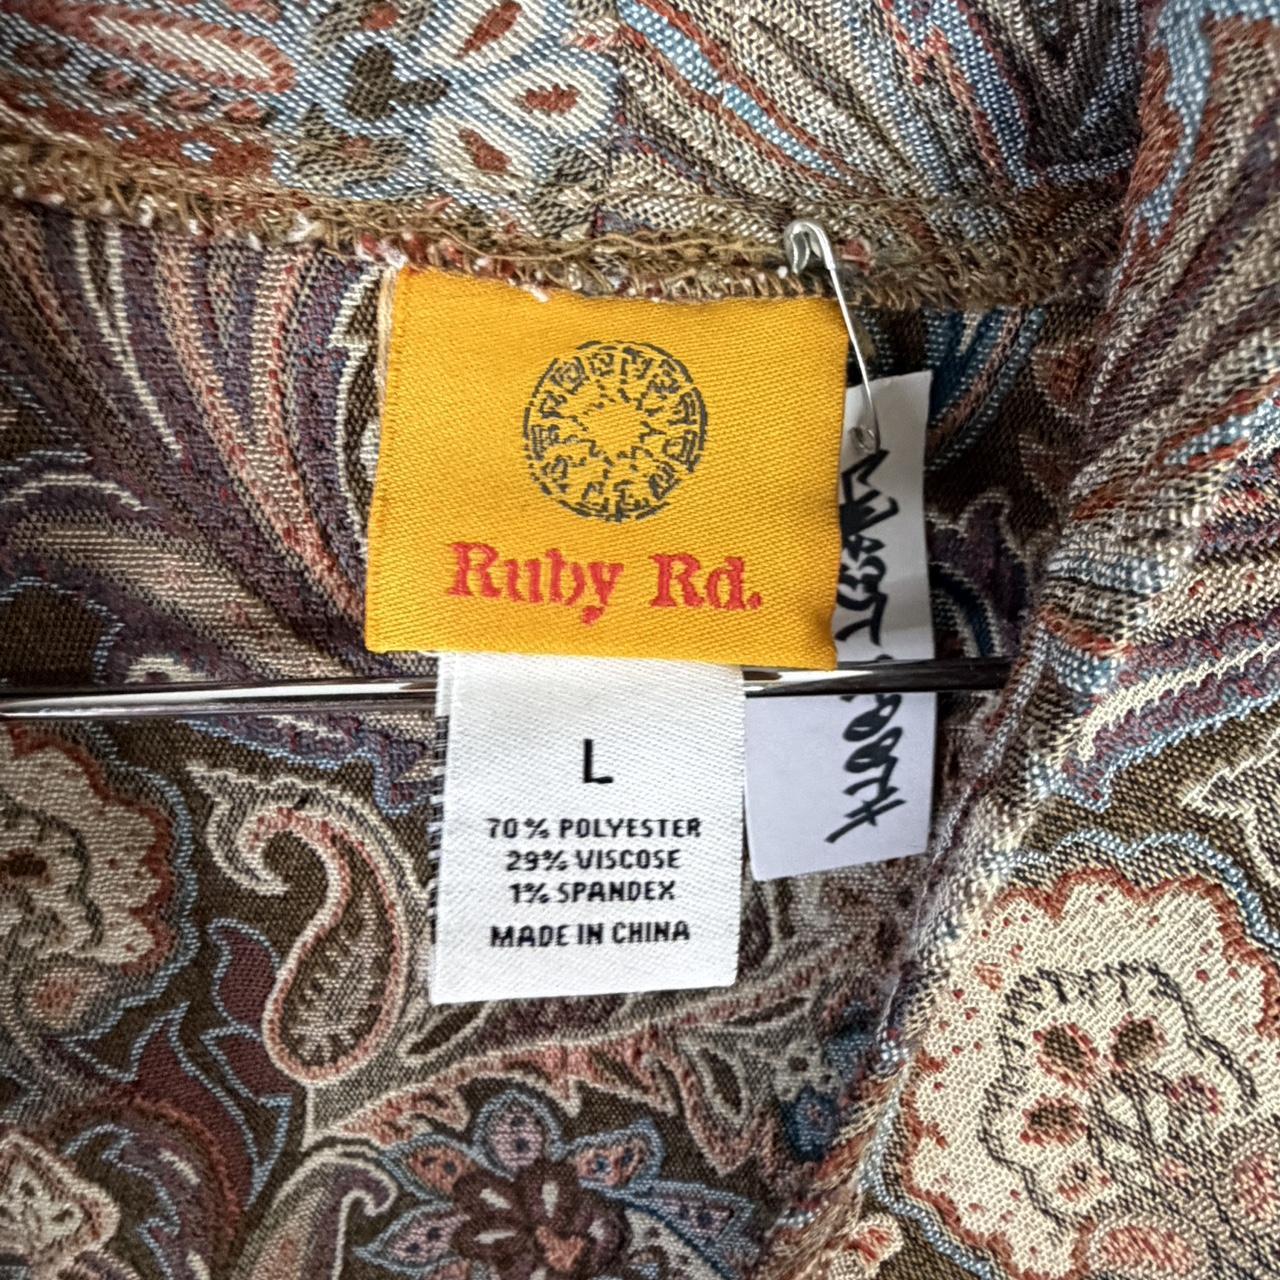 Ruby Rd.
L
70% POLYESTER
29% VISCOSE
1% SPANDEX
MADE IN CHINA